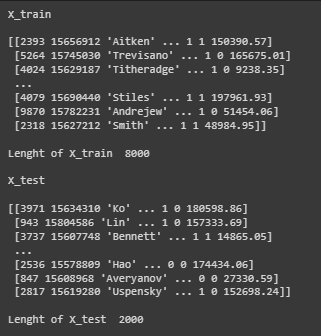 X_train
[[2393 15656912 'Aitken' ... 1 1 150390.57]
[5264 15745030 'Trevisano' ... 1 0 165675.01]
[4024 15629187 'Titheradge' ... 1 0 9238.35]
...
[4079 15690440 'Stiles' ... 1 1 197961.93]
[9870 15782231 'Andrejew' ... 1 0 51454.06]
[2318 15627212 'Smith' ... 1 1 48984.95]]
Lenght of X_train 8000
X_test
[[3971 15634310 'Ko' ... 1 0 180598.86]
[943 15804586 'Lin' ... 1 0 157333.69]
[3737 15607748 'Bennett' ... 1 1 14865.05]
...
[2536 15578809 'Hao' ... 0 0 174434.06]
[847 15608968 'Averyanov' ... 0 0 27330.59]
[2817 15619280 'Uspensky' ... 1 0 152698.24]]
Lenght of X_test 2000